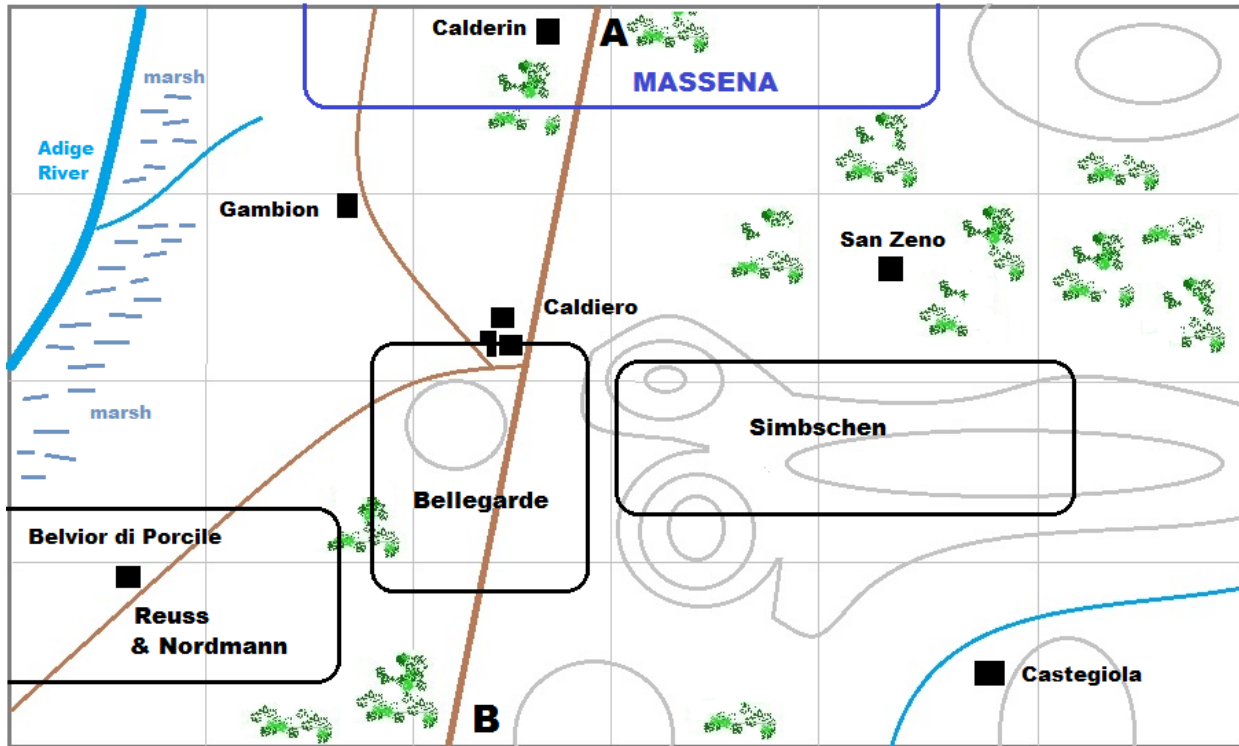 Calderin
A
MASSENA
marsh
Adige
River
Gambion
San Zeno
Caldiero
marsh
Simbschen
Bellegarde
Belvior di Porcile
Reuss
& Nordmann
Castegiola
B